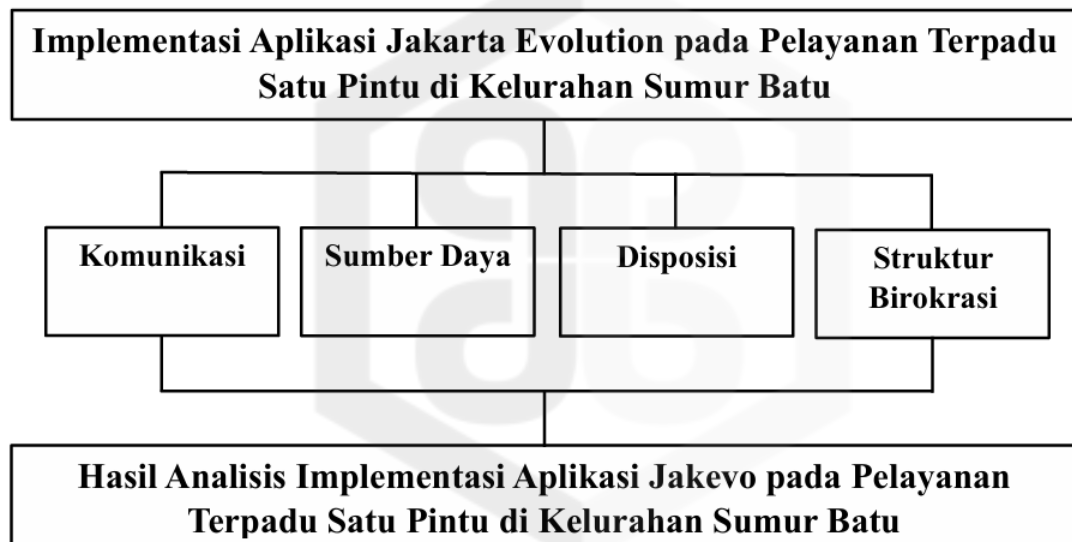 Implementasi Aplikasi Jakarta Evolution pada Pelayanan Terpadu
Satu Pintu di Kelurahan Sumur Batu
Komunikasi
Sumber Daya
Disposisi
Struktur
Birokrasi
Hasil Analisis Implementasi Aplikasi Jakevo pada Pelayanan
Terpadu Satu Pintu di Kelurahan Sumur Batu